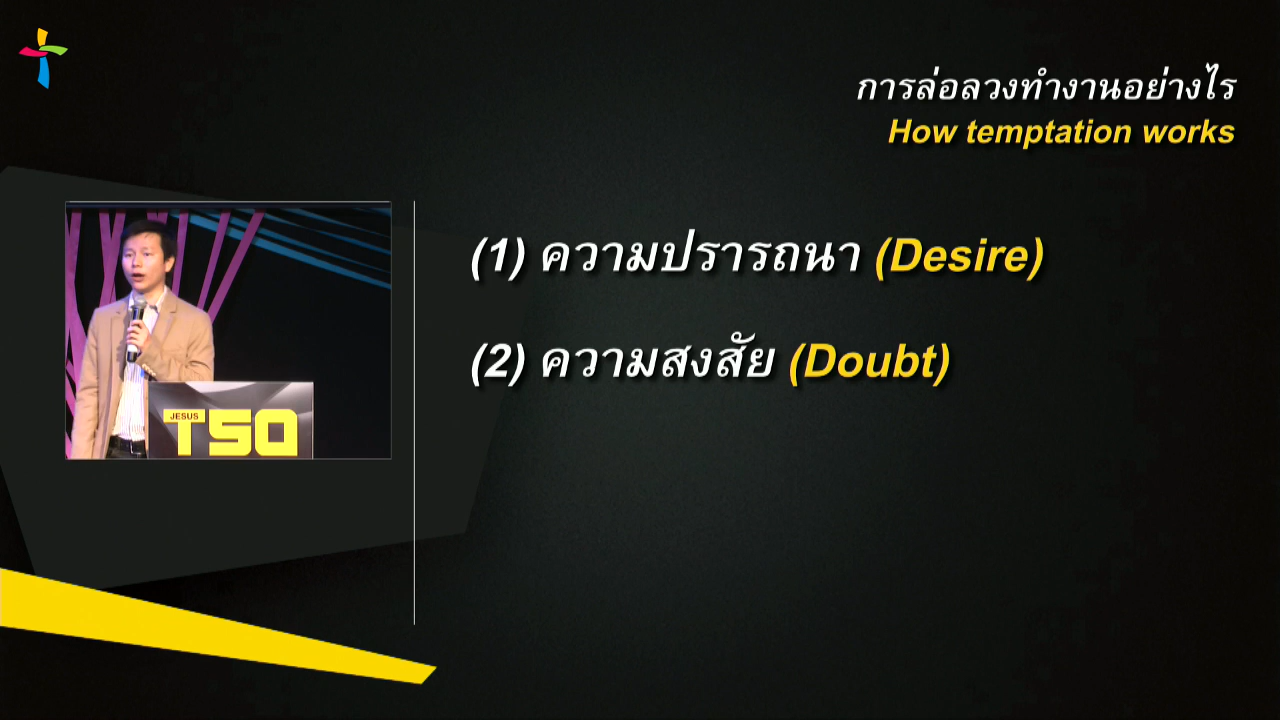 การล่อลวงทำงานอย่างไร
How temptation works
(1) ความปรารถนา (Desire)
(2) ความสงสัย (Doubt)
JESUS
TSQ